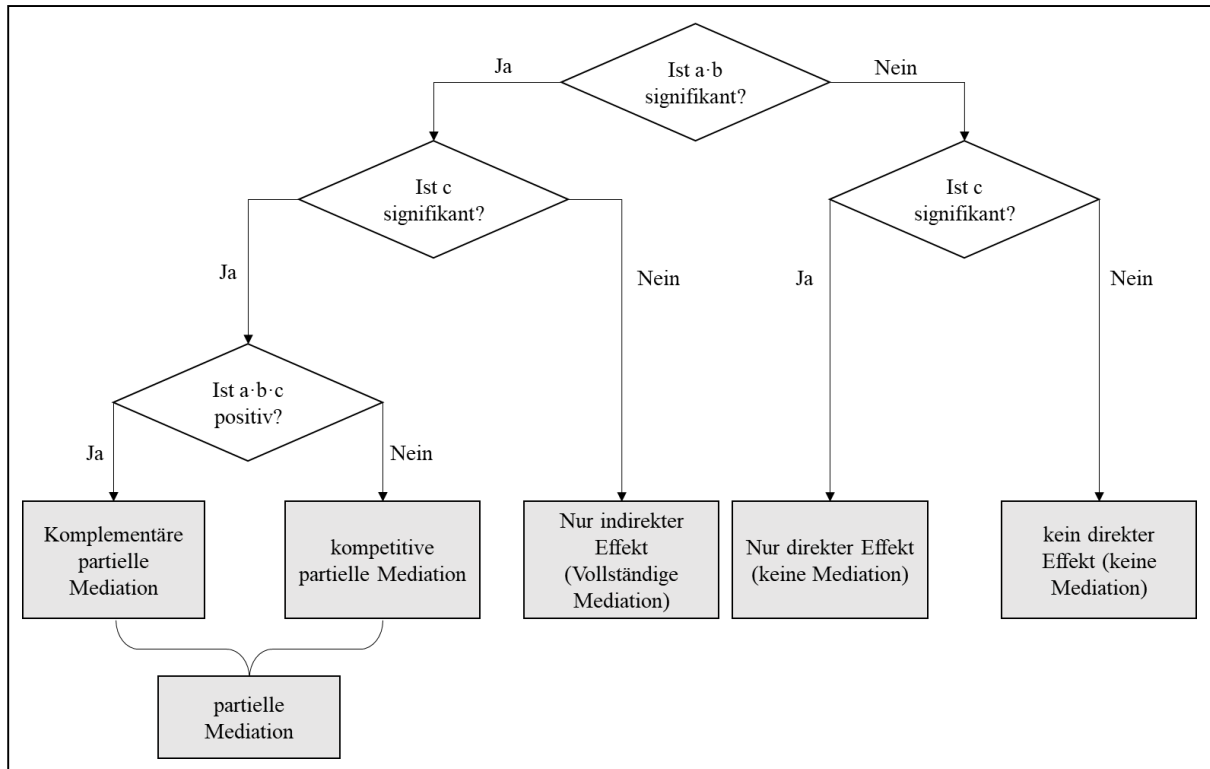 Ja
Ist a·b
signifikant?
Nein
Ist c
signifikant?
Ist c
signifikant?
Ja
Nein
Ja
Nein
Ist a·b·c
positiv?
Ja
Nein
Komplementäre
partielle
Mediation
kompetitive
partielle Mediation
Nur indirekter
Effekt
(Vollständige
Mediation)
Nur direkter Effekt
(keine Mediation)
kein direkter
Effekt (keine
Mediation)
partielle
Mediation